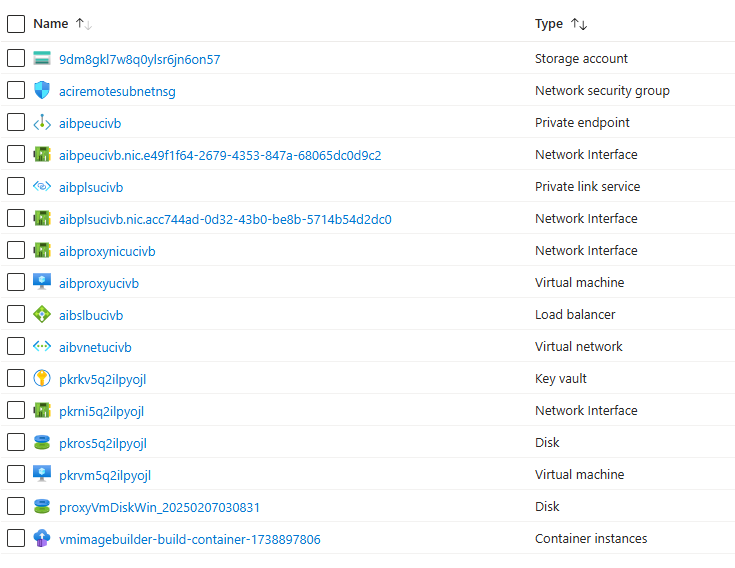 Name Type
9dm8gkl7w8q0ylsr6jn6on57 Storage account
aciremotesubnetnsg Network security group
aibpeucivb Private endpoint
aibpeucivb.nic.e49f1f64-2679-4353-847a-68065dc0d9c2 Network Interface
aibplsucivb Private link service
aibplsucivb.nic.acc744ad-0d32-43b0-be8b-5714b54d2dc0 Network Interface
aibproxynicucivb Network Interface
aibproxyucivb Virtual machine
aibslbucivb Load balancer
aibvnetucivb Virtual network
pkrkv5q2ilpyojl Key vault
pkrni5q2ilpyojl Network Interface
pkros5q2ilpyojl Disk
pkrvm5q2ilpyojl Virtual machine
proxyVmDiskWin_20250207030831 Disk
vmimagebuilder-build-container-1738897806 Container instances